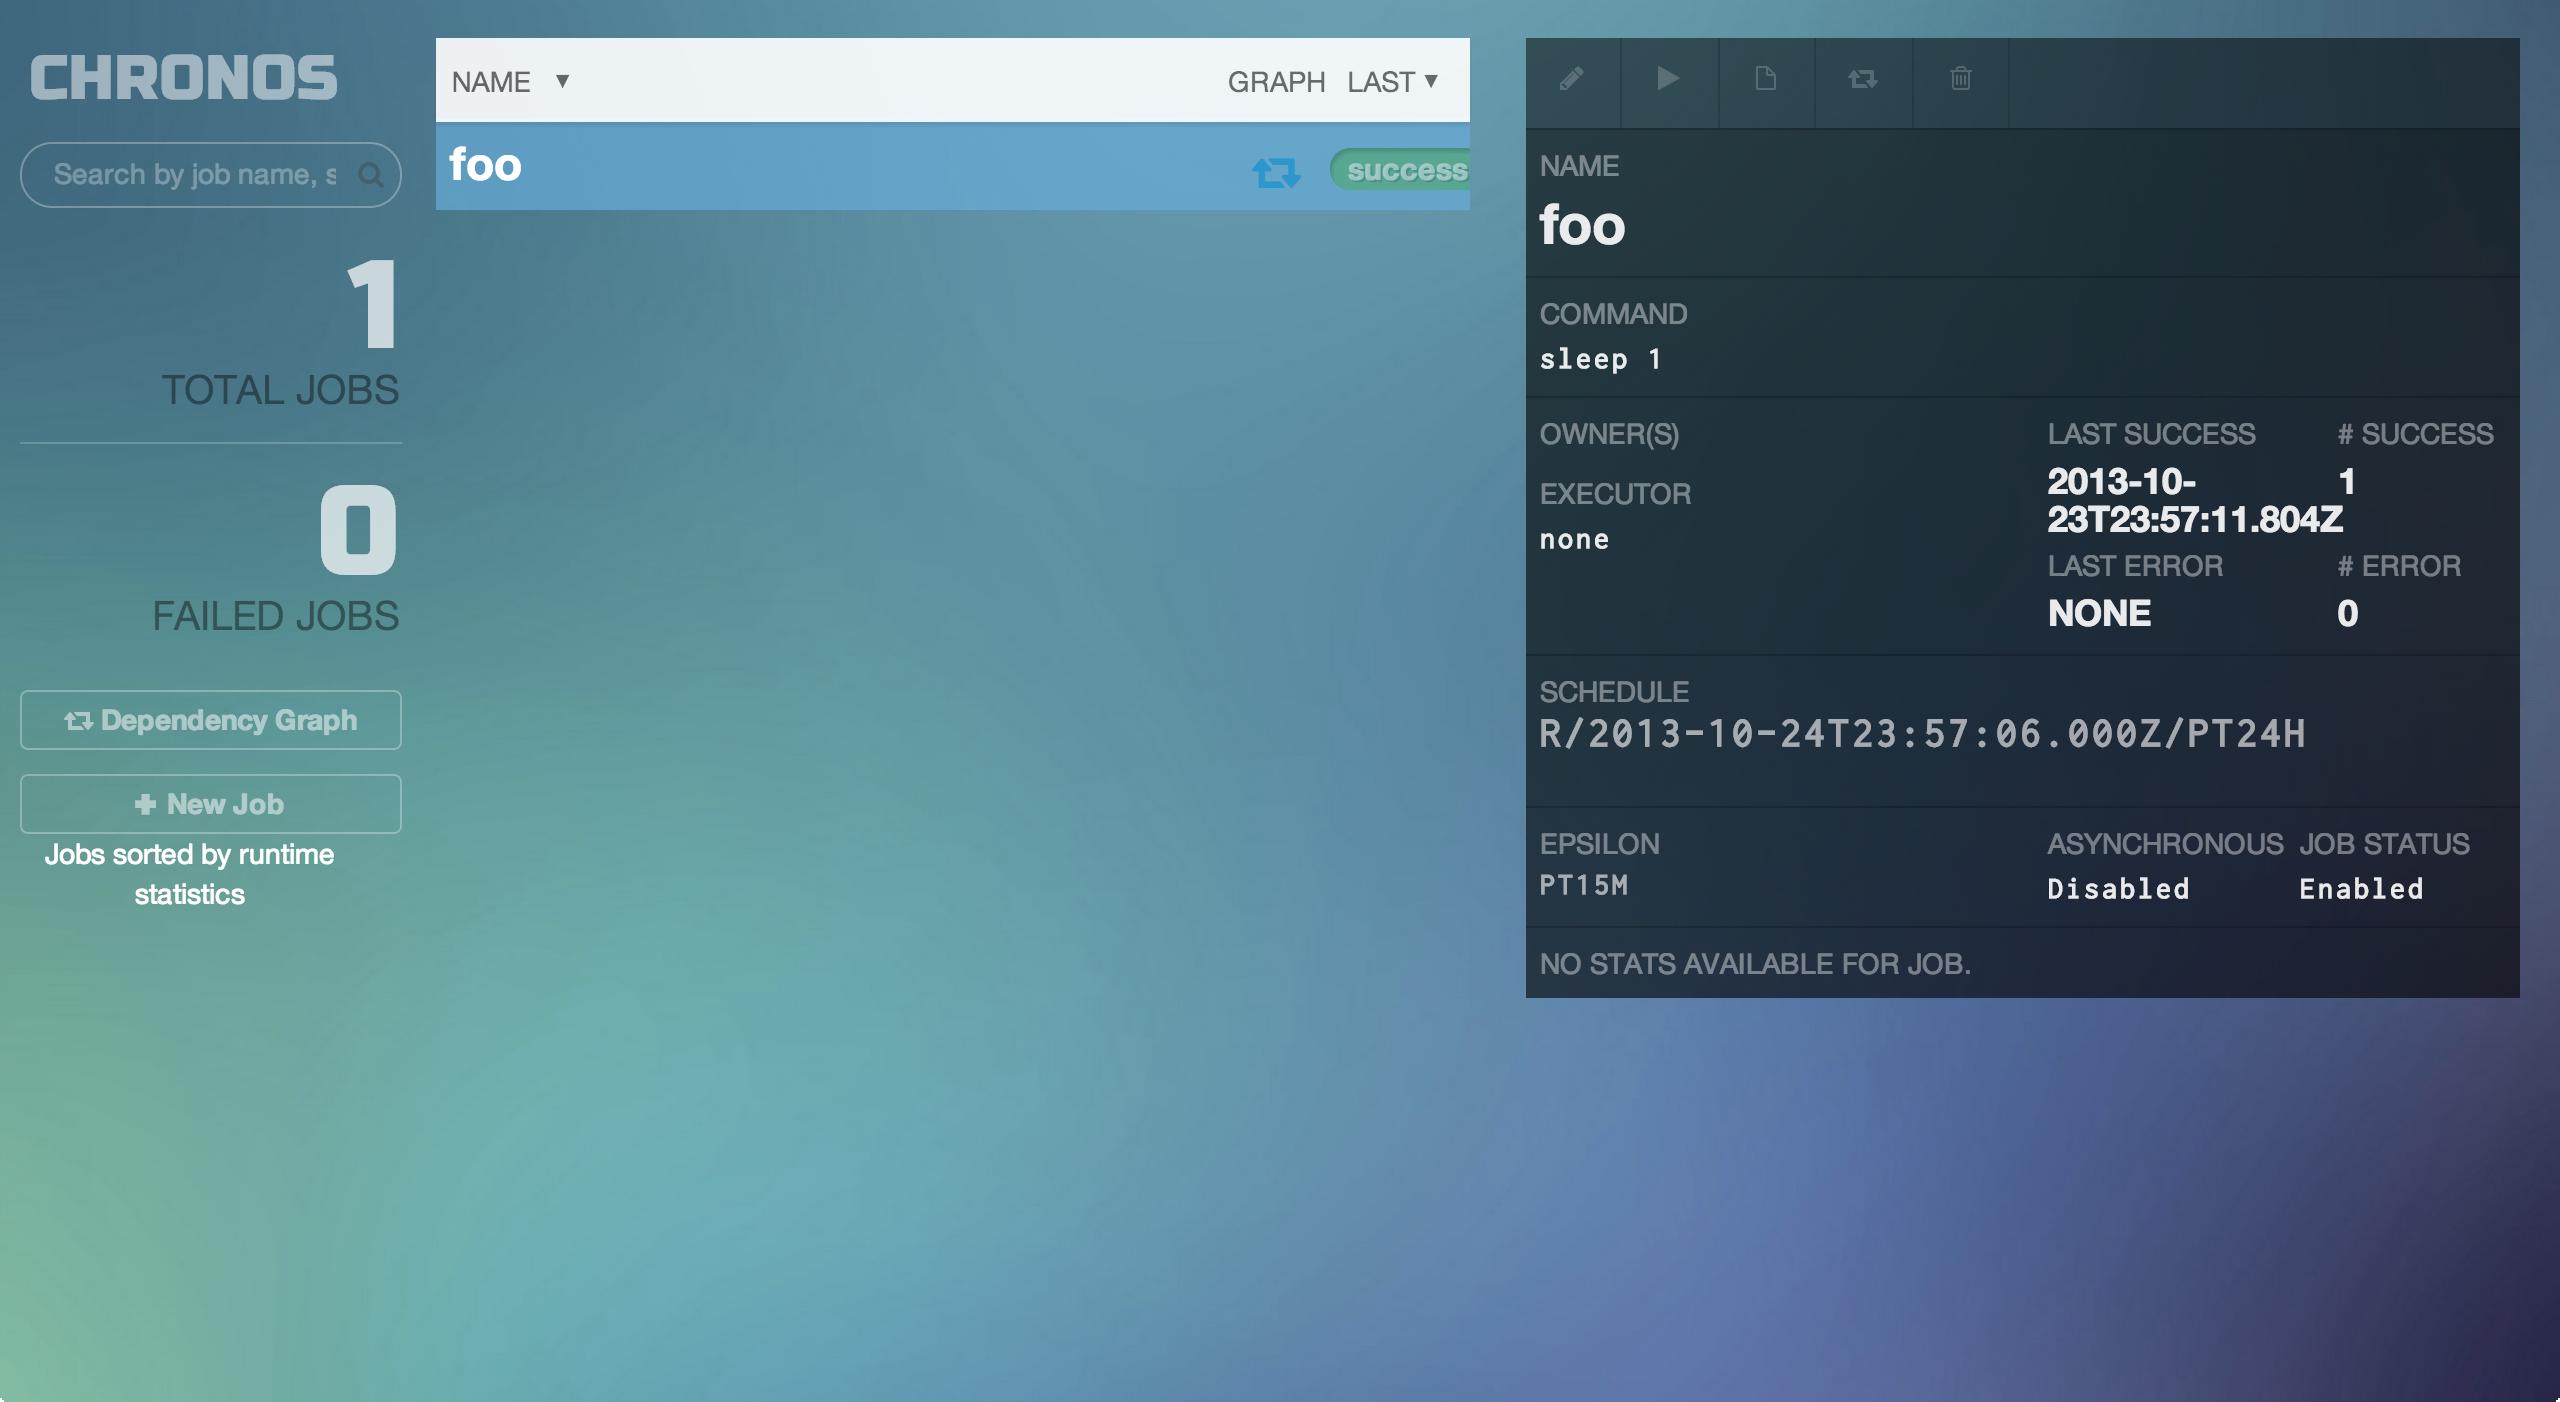 CHRONOS
Search by job name, s
1
TOTAL JOBS
0
FAILED JOBS
Dependency Graph
New Job
Jobs sorted by runtime
statistics
NAME ▼ GRAPH LAST ▼
foo success
NAME
foo
COMMAND
sleep 1
OWNER(S)
EXECUTOR
none
LAST SUCCESS # SUCCESS
2013-10- 1
23T23:57:11.804Z
LAST ERROR # ERROR
NONE 0
SCHEDULE
R/2013-10-24T23:57:06.000Z/PT24H
EPSILON ASYNCHRONOUS JOB STATUS
PT15M Disabled Enabled
NO STATS AVAILABLE FOR JOB.